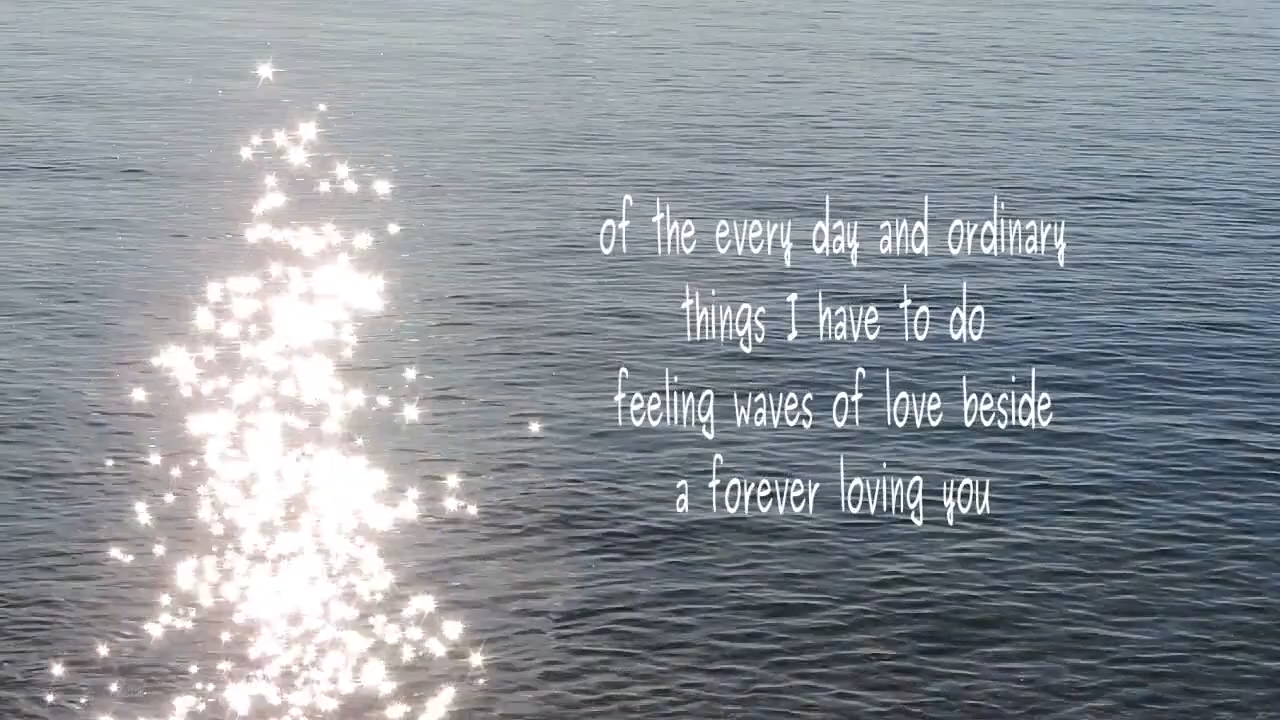 of the every day and ordinary
things I have to do
feeling waves of love beside
a forever loving you